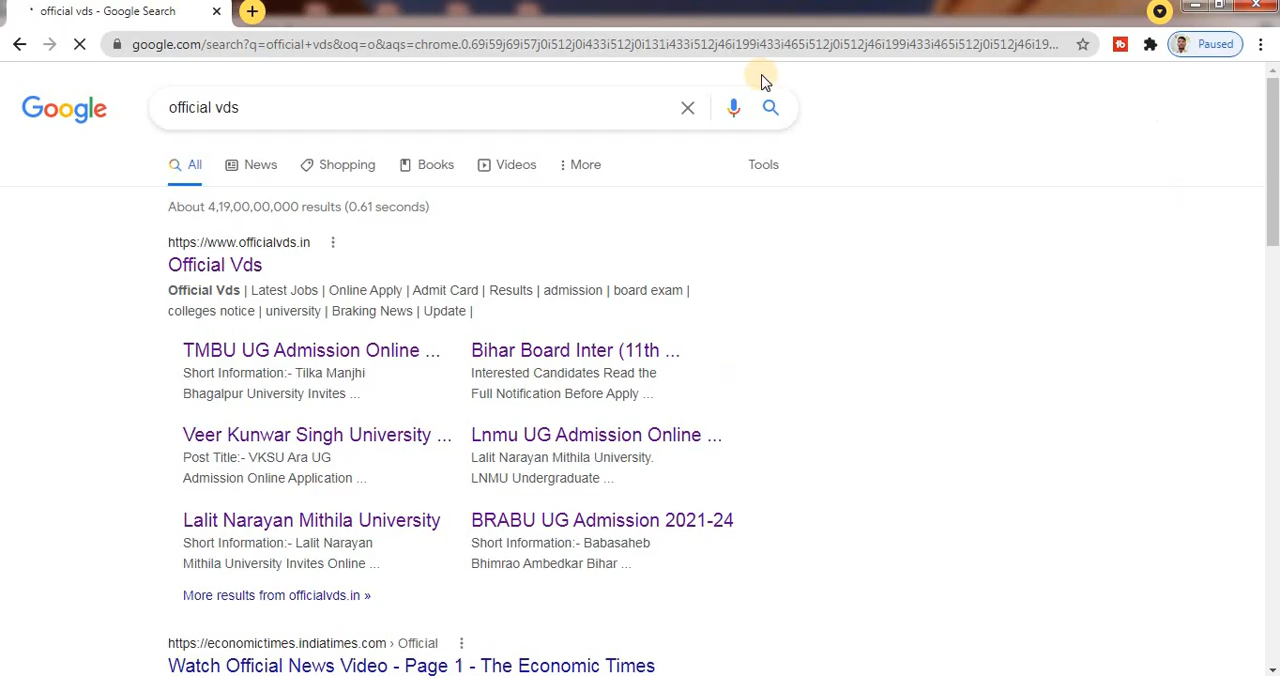 official vds - Google Search
google.com/search?q=official+vds&oq=o&aqs=chrome.0.69i59j69i57j0i512j0i433i512j0i131i433i512j46i199i433i465i512j0i512j46i199i433i465i512j0i512j46i19...
Paused
Google
official vds
All News Shopping Books Videos More Tools
About 4,19,00,00,000 results (0.61 seconds)
https://www.officialvds.in
Official Vds
Official Vds | Latest Jobs | Online Apply | Admit Card | Results | admission | board exam |
colleges notice | university | Braking News | Update |
TMBU UG Admission Online ...
Short Information:- Tilka Manjhi
Bhagalpur University Invites ...
Bihar Board Inter (11th ...
Interested Candidates Read the
Full Notification Before Apply ...
Veer Kunwar Singh University ...
Post Title:- VKSU Ara UG
Admission Online Application ...
Lnmu UG Admission Online ...
Lalit Narayan Mithila University.
LNMU Undergraduate ...
Lalit Narayan Mithila University
Short Information:- Lalit Narayan
Mithila University Invites Online ...
BRABU UG Admission 2021-24
Short Information:- Babasaheb
Bhimrao Ambedkar Bihar ...
More results from officialvds.in »
https://economictimes.indiatimes.com › Official
Watch Official News Video - Page 1 - The Economic Times